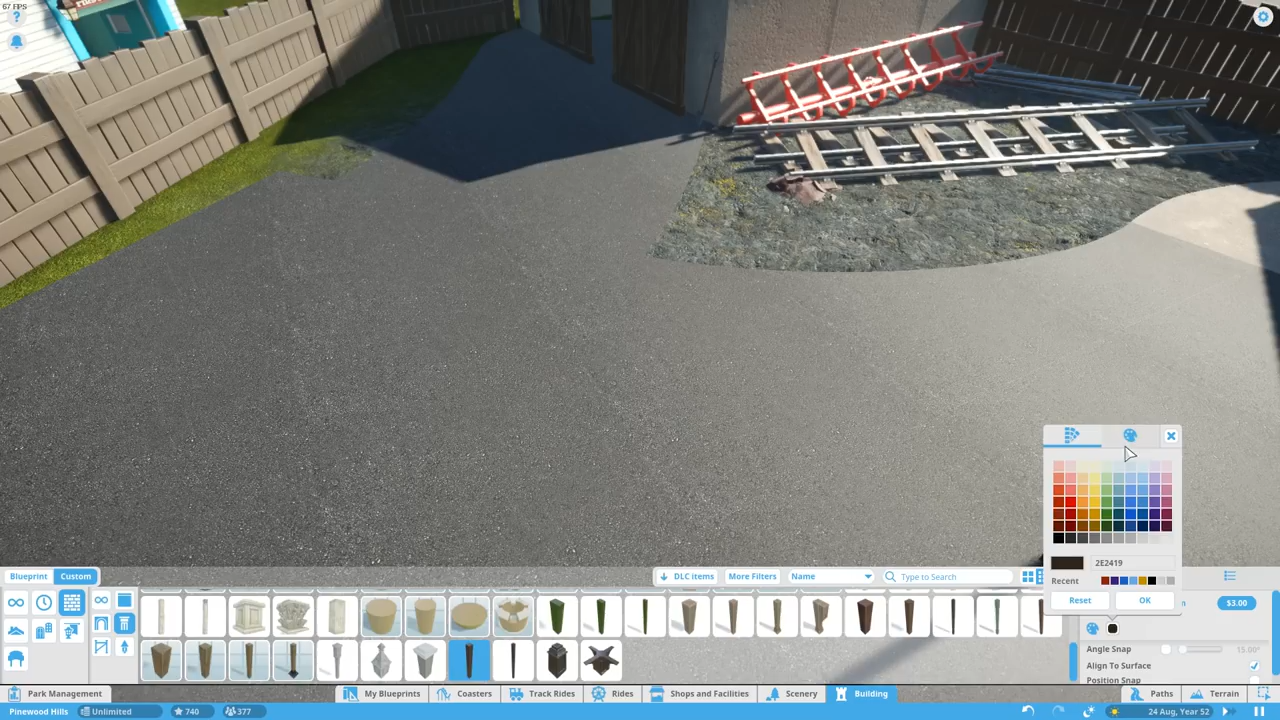 67 FPS
2E2419
Recent
Reset
OK
Blueprint
Custom
DLC items
More Filters
Name
Type to Search
$3.00
Angle Snap
15.00°
Align To Surface
Position Snap
Park Management
My Blueprints
Coasters
Track Rides
Rides
Shops and Facilities
Scenery
Building
Paths
Terrain
Pinewood Hills
Unlimited
740
377
24 Aug, Year 52